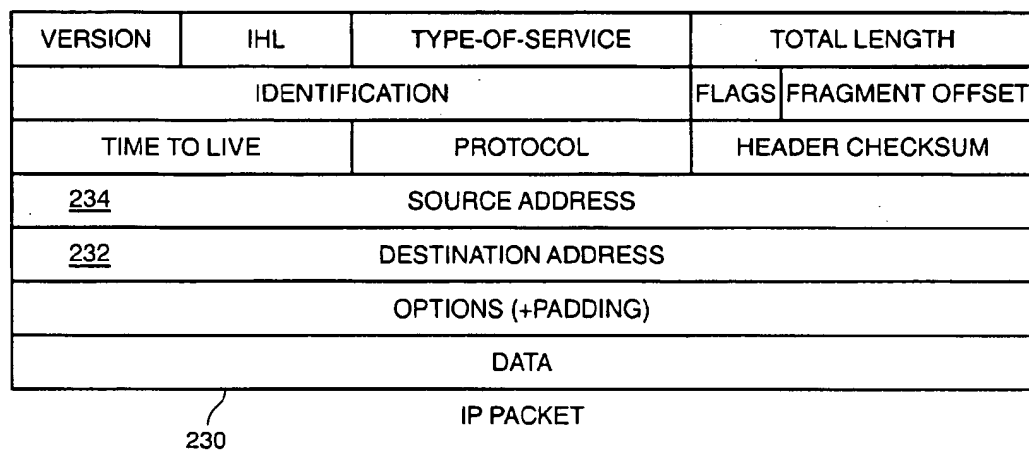 VERSION IHL TYPE-OF-SERVICE TOTAL LENGTH
IDENTIFICATION FLAGS FRAGMENT OFFSET
TIME TO LIVE PROTOCOL HEADER CHECKSUM
234 SOURCE ADDRESS
232 DESTINATION ADDRESS
OPTIONS (+PADDING)
DATA
IP PACKET
230